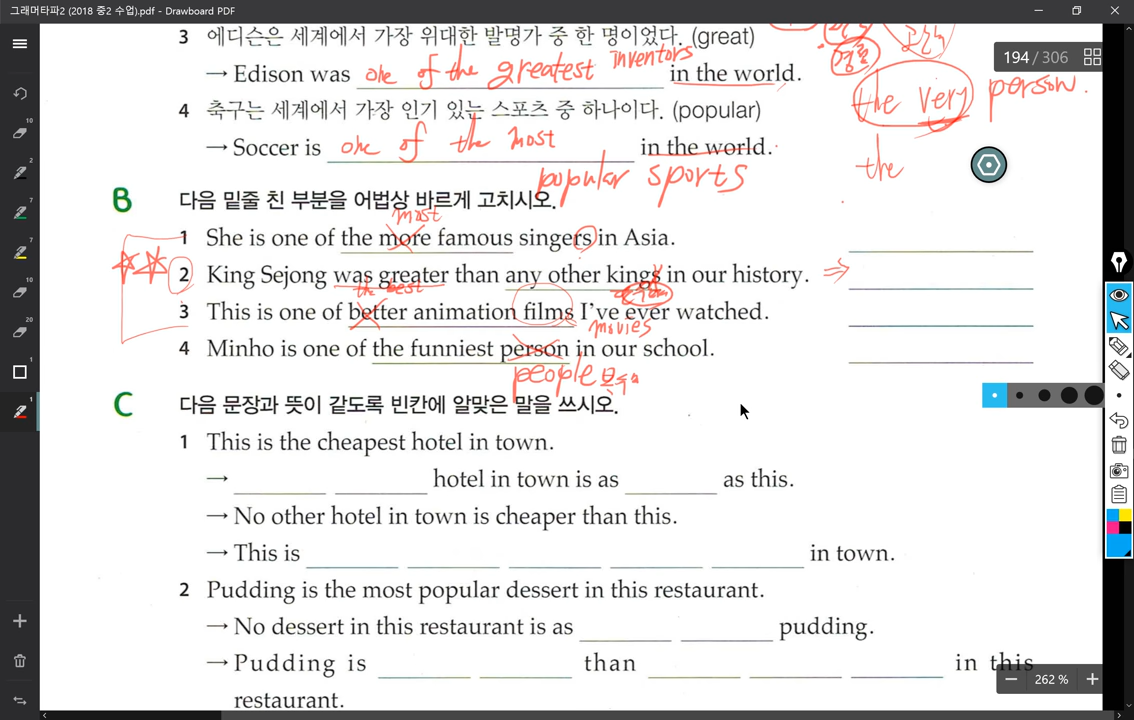 그래머타파2 (2018 중2 수업).pdf - Drawboard PDF
194 / 306
3 에디슨은 세계에서 가장 위대한 발명가 중 한 명이었다. (great)
→ Edison was one of the greatest inventors in the world.
the very person.
4 축구는 세계에서 가장 인기 있는 스포츠 중 하나이다. (popular)
→ Soccer is one of the most in the world.
popular sports
the
B 다음 밑줄 친 부분을 어법상 바르게 고치시오.
most
1 She is one of the more famous singers in Asia.
2 King Sejong was greater than any other kings in our history.
the best
3 This is one of better animation films I've ever watched.
movies
4 Minho is one of the funniest person in our school.
people 복수
C 다음 문장과 뜻이 같도록 빈칸에 알맞은 말을 쓰시오.
1 This is the cheapest hotel in town.
→ hotel in town is as as this.
→ No other hotel in town is cheaper than this.
→ This is in town.
2 Pudding is the most popular dessert in this restaurant.
→ No dessert in this restaurant is as pudding.
→ Pudding is than in this
restaurant.
262 %
10
2
7
7
10
20
1
1